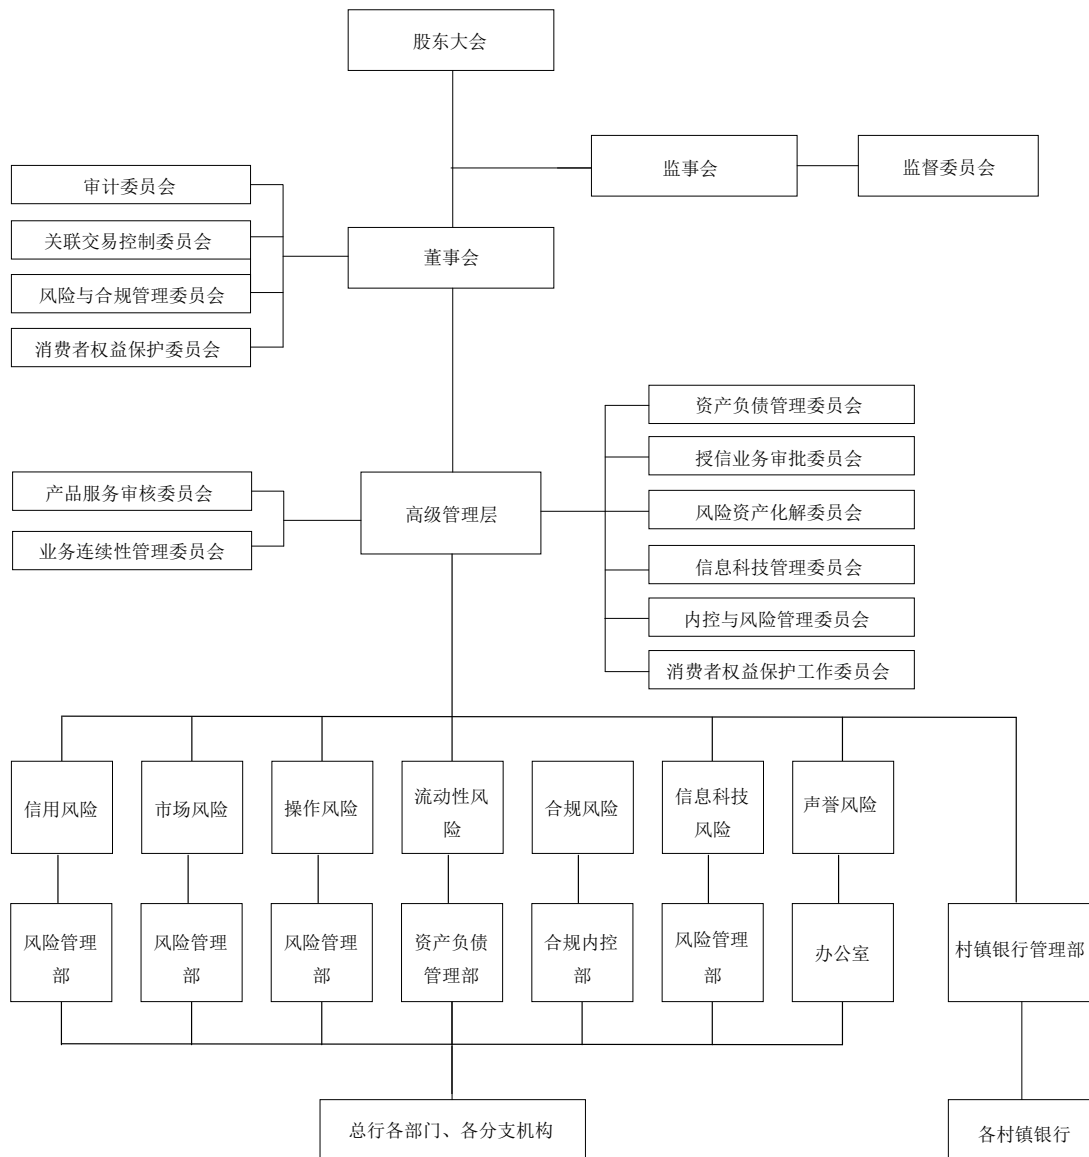 股东大会
监事会
监督委员会
审计委员会
关联交易控制委员会
董事会
风险与合规管理委员会
消费者权益保护委员会
资产负债管理委员会
授信业务审批委员会
产品服务审核委员会
高级管理层
风险资产化解委员会
业务连续性管理委员会
信息科技管理委员会
内控与风险管理委员会
消费者权益保护工作委员会
信用风险
市场风险
操作风险
流动性风
险
合规风险
信息科技
风险
声誉风险
风险管理
部
风险管理
部
风险管理
部
资产负债
管理部
合规内控
部
风险管理
部
办公室
村镇银行管理部
总行各部门、各分支机构
各村镇银行